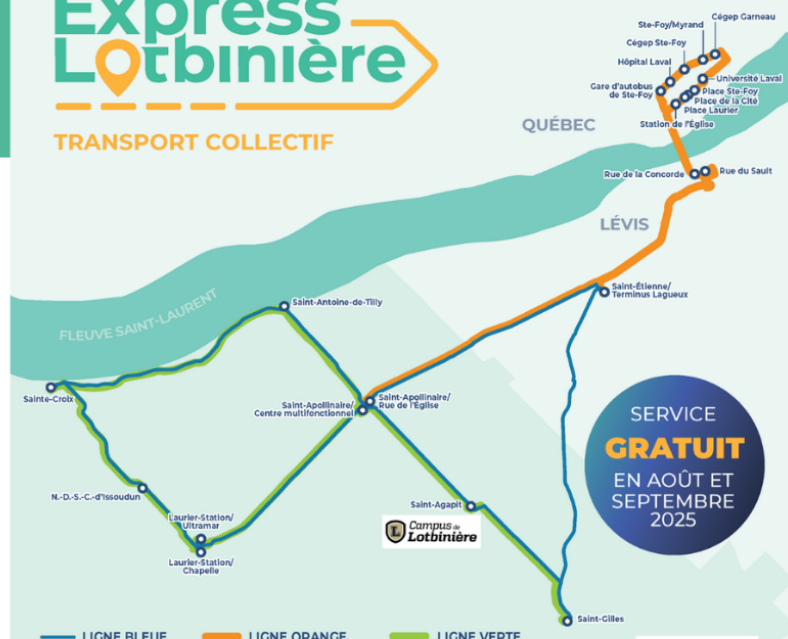 Express
Lotbinière
TRANSPORT COLLECTIF
Cégep Garneau
Ste-Foy/Myrand
Cégep Ste-Foy
Hôpital Laval
Université Laval
Gare d'autobus
de Ste-Foy
Place Ste-Foy
Place de la Cité
Place Laurier
Station de l'Église
QUÉBEC
Rue de la Concorde
Rue du Sault
LÉVIS
Saint-Étienne/
Terminus Lagueux
FLEUVE SAINT-LAURENT
Saint-Antoine-de-Tilly
Sainte-Croix
Saint-Apollinaire/
Centre multifonctionnel
Saint-Apollinaire/
Rue de l'Église
N.-D.-S.-C.-d'Issoudun
Laurier-Station/
Ultramar
Laurier-Station/
Chapelle
Saint-Agapit
L
Campus de
Lotbinière
Saint-Gilles
SERVICE
GRATUIT
EN AOÛT ET
SEPTEMBRE
2025
LIGNE BLEUE
LIGNE ORANGE
LIGNE VERTE